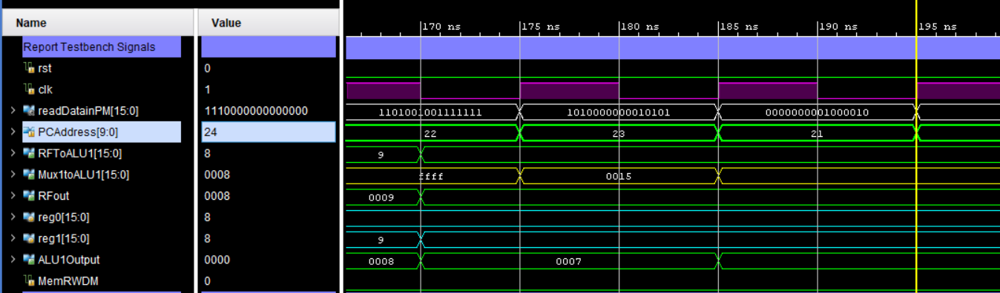 Name Value
170 ns 175 ns 180 ns 185 ns 190 ns 195 ns
Report Testbench Signals
rst 0
clk 1
readDatainPM[15:0] 1110000000000000 1101001001111111 1010000000010101 0000000001000010
PCAddress[9:0] 24 22 23 21
RFToALU1[15:0] 8 9
Mux1toALU1[15:0] 0008 ffff 0015
RFout 0008 0009
reg0[15:0] 8
reg1[15:0] 8 9
ALU1Output 0000 0008 0007
MemRWDM 0